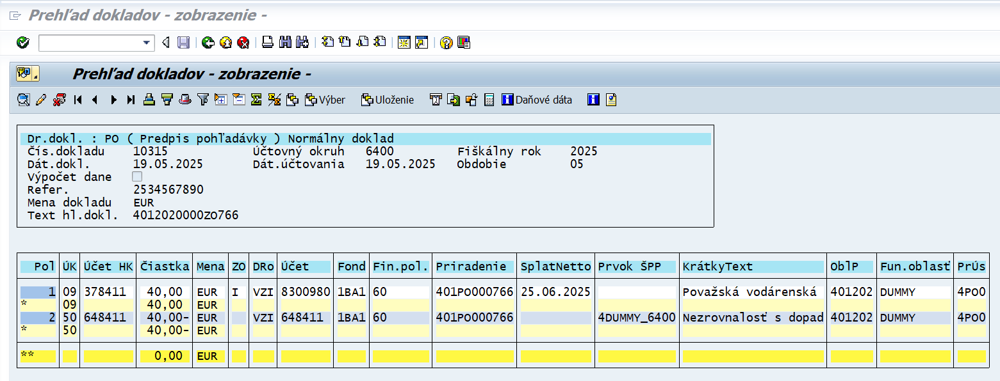 Prehľad dokladov - zobrazenie -
Prehľad dokladov - zobrazenie -
Výber Uloženie Daňové dáta
Dr.dokl. : PO ( Predpis pohľadávky ) Normálny doklad
Čís.dokladu 10315 Účtovný okruh 6400 Fiškálny rok 2025
Dát.dokl. 19.05.2025 Dát.účtovania 19.05.2025 Obdobie 05
Výpočet dane
Refer. 2534567890
Mena dokladu EUR
Text hl.dokl. 4012020000ZO766
Pol ÚK Účet HK Čiastka Mena ZO DRo Účet Fond Fin.pol. Priradenie SplatNetto Prvok ŠPP KrátkyText OblP Fun.oblasť PrÚs
1 09 378411 40,00 EUR I VZI 8300980 1BA1 60 401PO000766 25.06.2025 Považská vodárenská 401202 DUMMY 4PO0
* 09 40,00 EUR
2 50 648411 40,00- EUR VZI 648411 1BA1 60 401PO000766 4DUMMY_6400 Nezrovnalosť s dopad 401202 DUMMY 4PO0
* 50 40,00- EUR
** 0,00 EUR